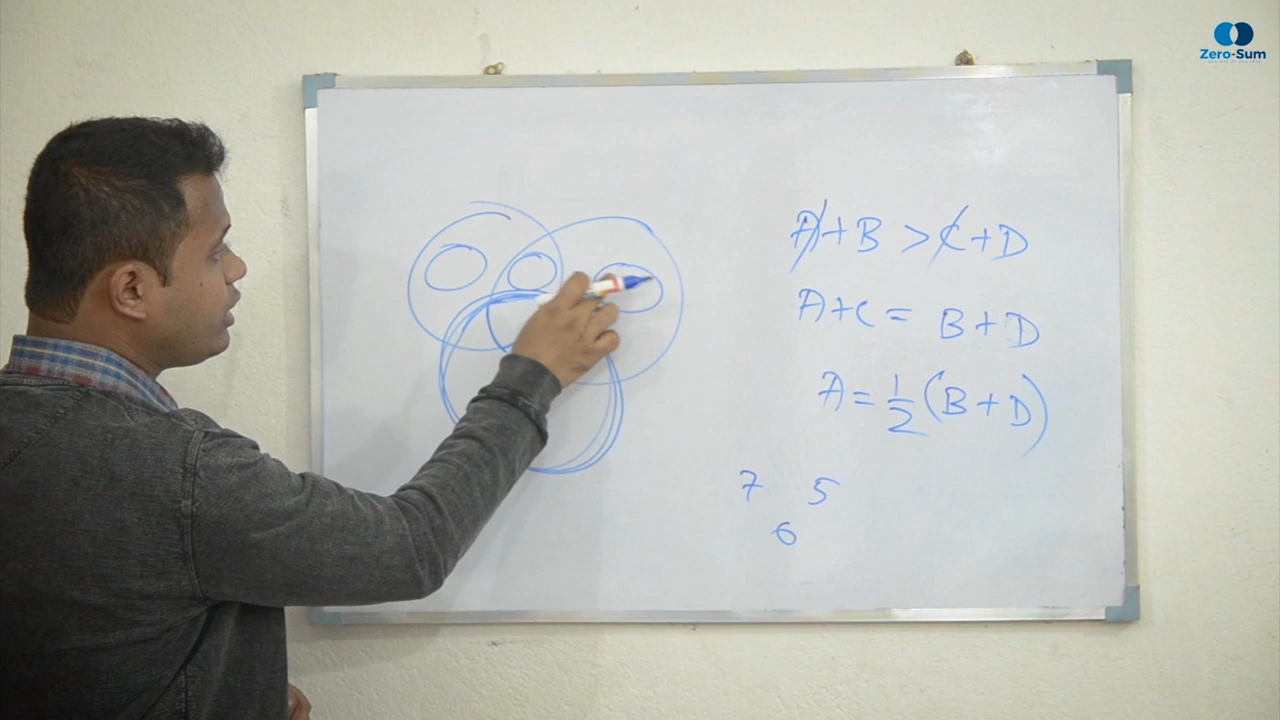 Zero-Sum
A+B > C+D
A+C = B+D
A = 1/2 (B+D)
7 5
6